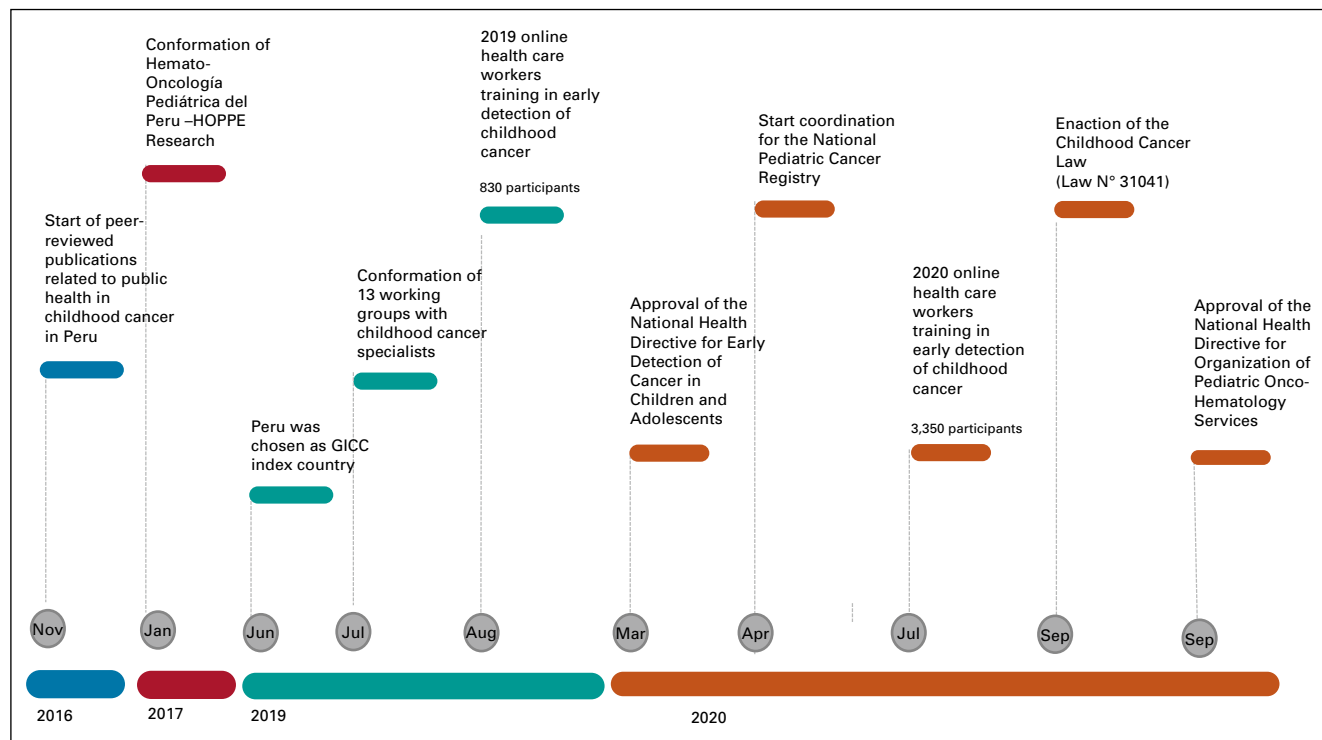 Conformation of
Hemato-
Oncología
Pediátrica del
Peru –HOPPE
Research
2019 online
health care
workers
training in early
detection of
childhood
cancer
830 participants
Start coordination
for the National
Pediatric Cancer
Registry
Enaction of the
Childhood Cancer
Law
(Law N° 31041)
Start of peer-
reviewed
publications
related to public
health in
childhood cancer
in Peru
Conformation of
13 working
groups with
childhood cancer
specialists
Peru was
chosen as GICC
index country
Approval of the
National Health
Directive for Early
Detection of
Cancer in
Children and
Adolescents
2020 online
health care
workers
training in
early detection
of childhood
cancer
3,350 participants
Approval of the
National Health
Directive for
Organization of
Pediatric Onco-
Hematology
Services
Nov
Jan
Jun
Jul
Aug
Mar
Apr
Jul
Sep
Sep
2016
2017
2019
2020